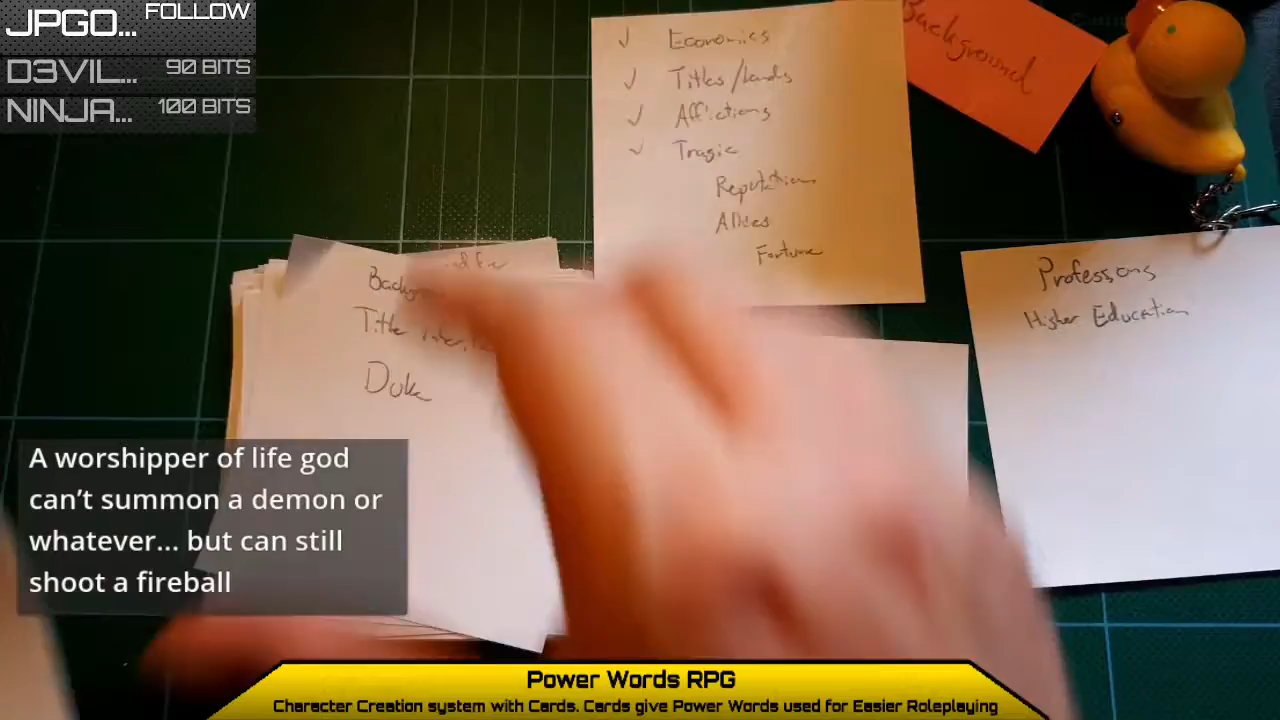 JPGO... FOLLOW
D3VIL... 90 BITS
NINJA... 100 BITS
✓ Economics
✓ Titles/Lands
✓ Afflictions
✓ Tragic
Reputation
Allies
Fortune
Background
Professions
Higher Education
Title
Duke
A worshipper of life god
can't summon a demon or
whatever... but can still
shoot a fireball
Power Words RPG
Character Creation system with Cards. Cards give Power Words used for Easier Roleplaying